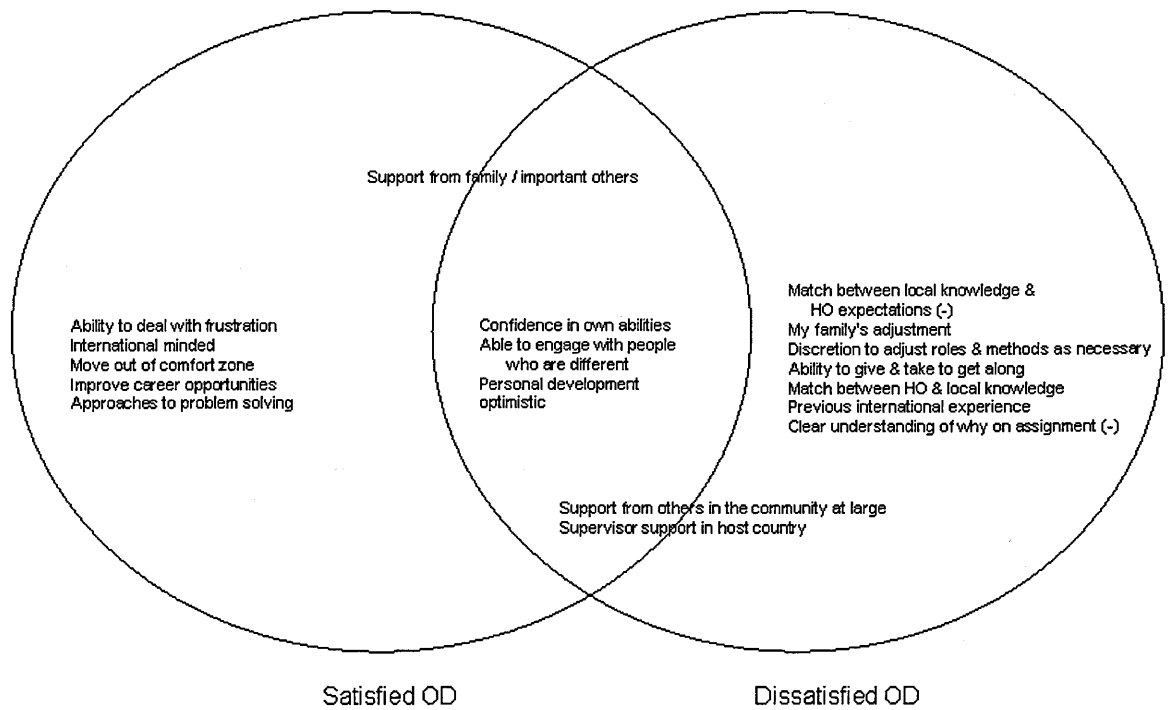 Support from family / important others
Ability to deal with frustration
International minded
Move out of comfort zone
Improve career opportunities
Approaches to problem solving
Confidence in own abilities
Able to engage with people
who are different
Personal development
optimistic
Match between local knowledge &
HO expectations (-)
My family's adjustment
Discretion to adjust roles & methods as necessary
Ability to give & take to get along
Match between HO & local knowledge
Previous international experience
Clear understanding of why on assignment (-)
Support from others in the community at large
Supervisor support in host country
Satisfied OD
Dissatisfied OD